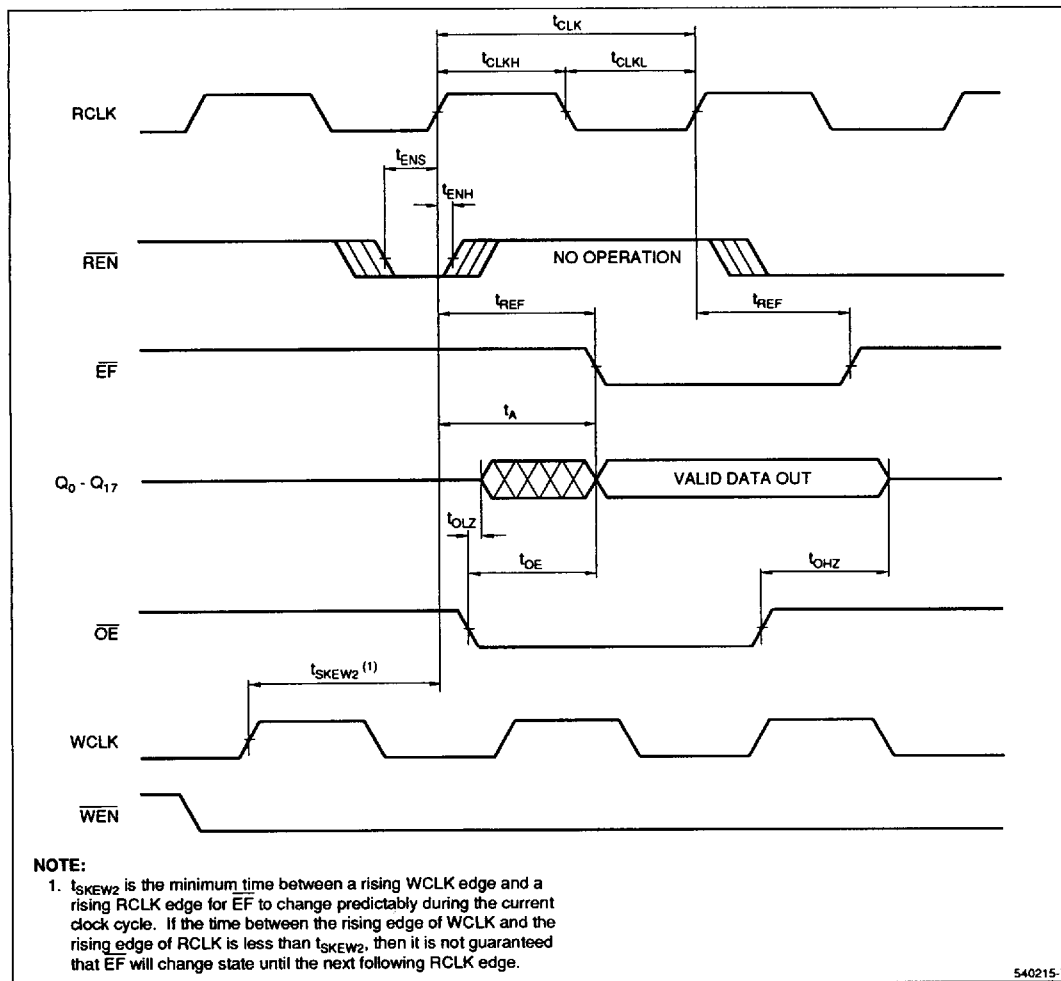 tCLK
tCLKH
tCLKL
RCLK
tENS
tENH
REN
NO OPERATION
tREF
tREF
EF
tA
Q0 - Q17
VALID DATA OUT
tOLZ
tOE
tOHZ
OE
tSKEW2 (1)
WCLK
WEN
NOTE:
1. tSKEW2 is the minimum time between a rising WCLK edge and a
rising RCLK edge for EF to change predictably during the current
clock cycle. If the time between the rising edge of WCLK and the
rising edge of RCLK is less than tSKEW2, then it is not guaranteed
that EF will change state until the next following RCLK edge.